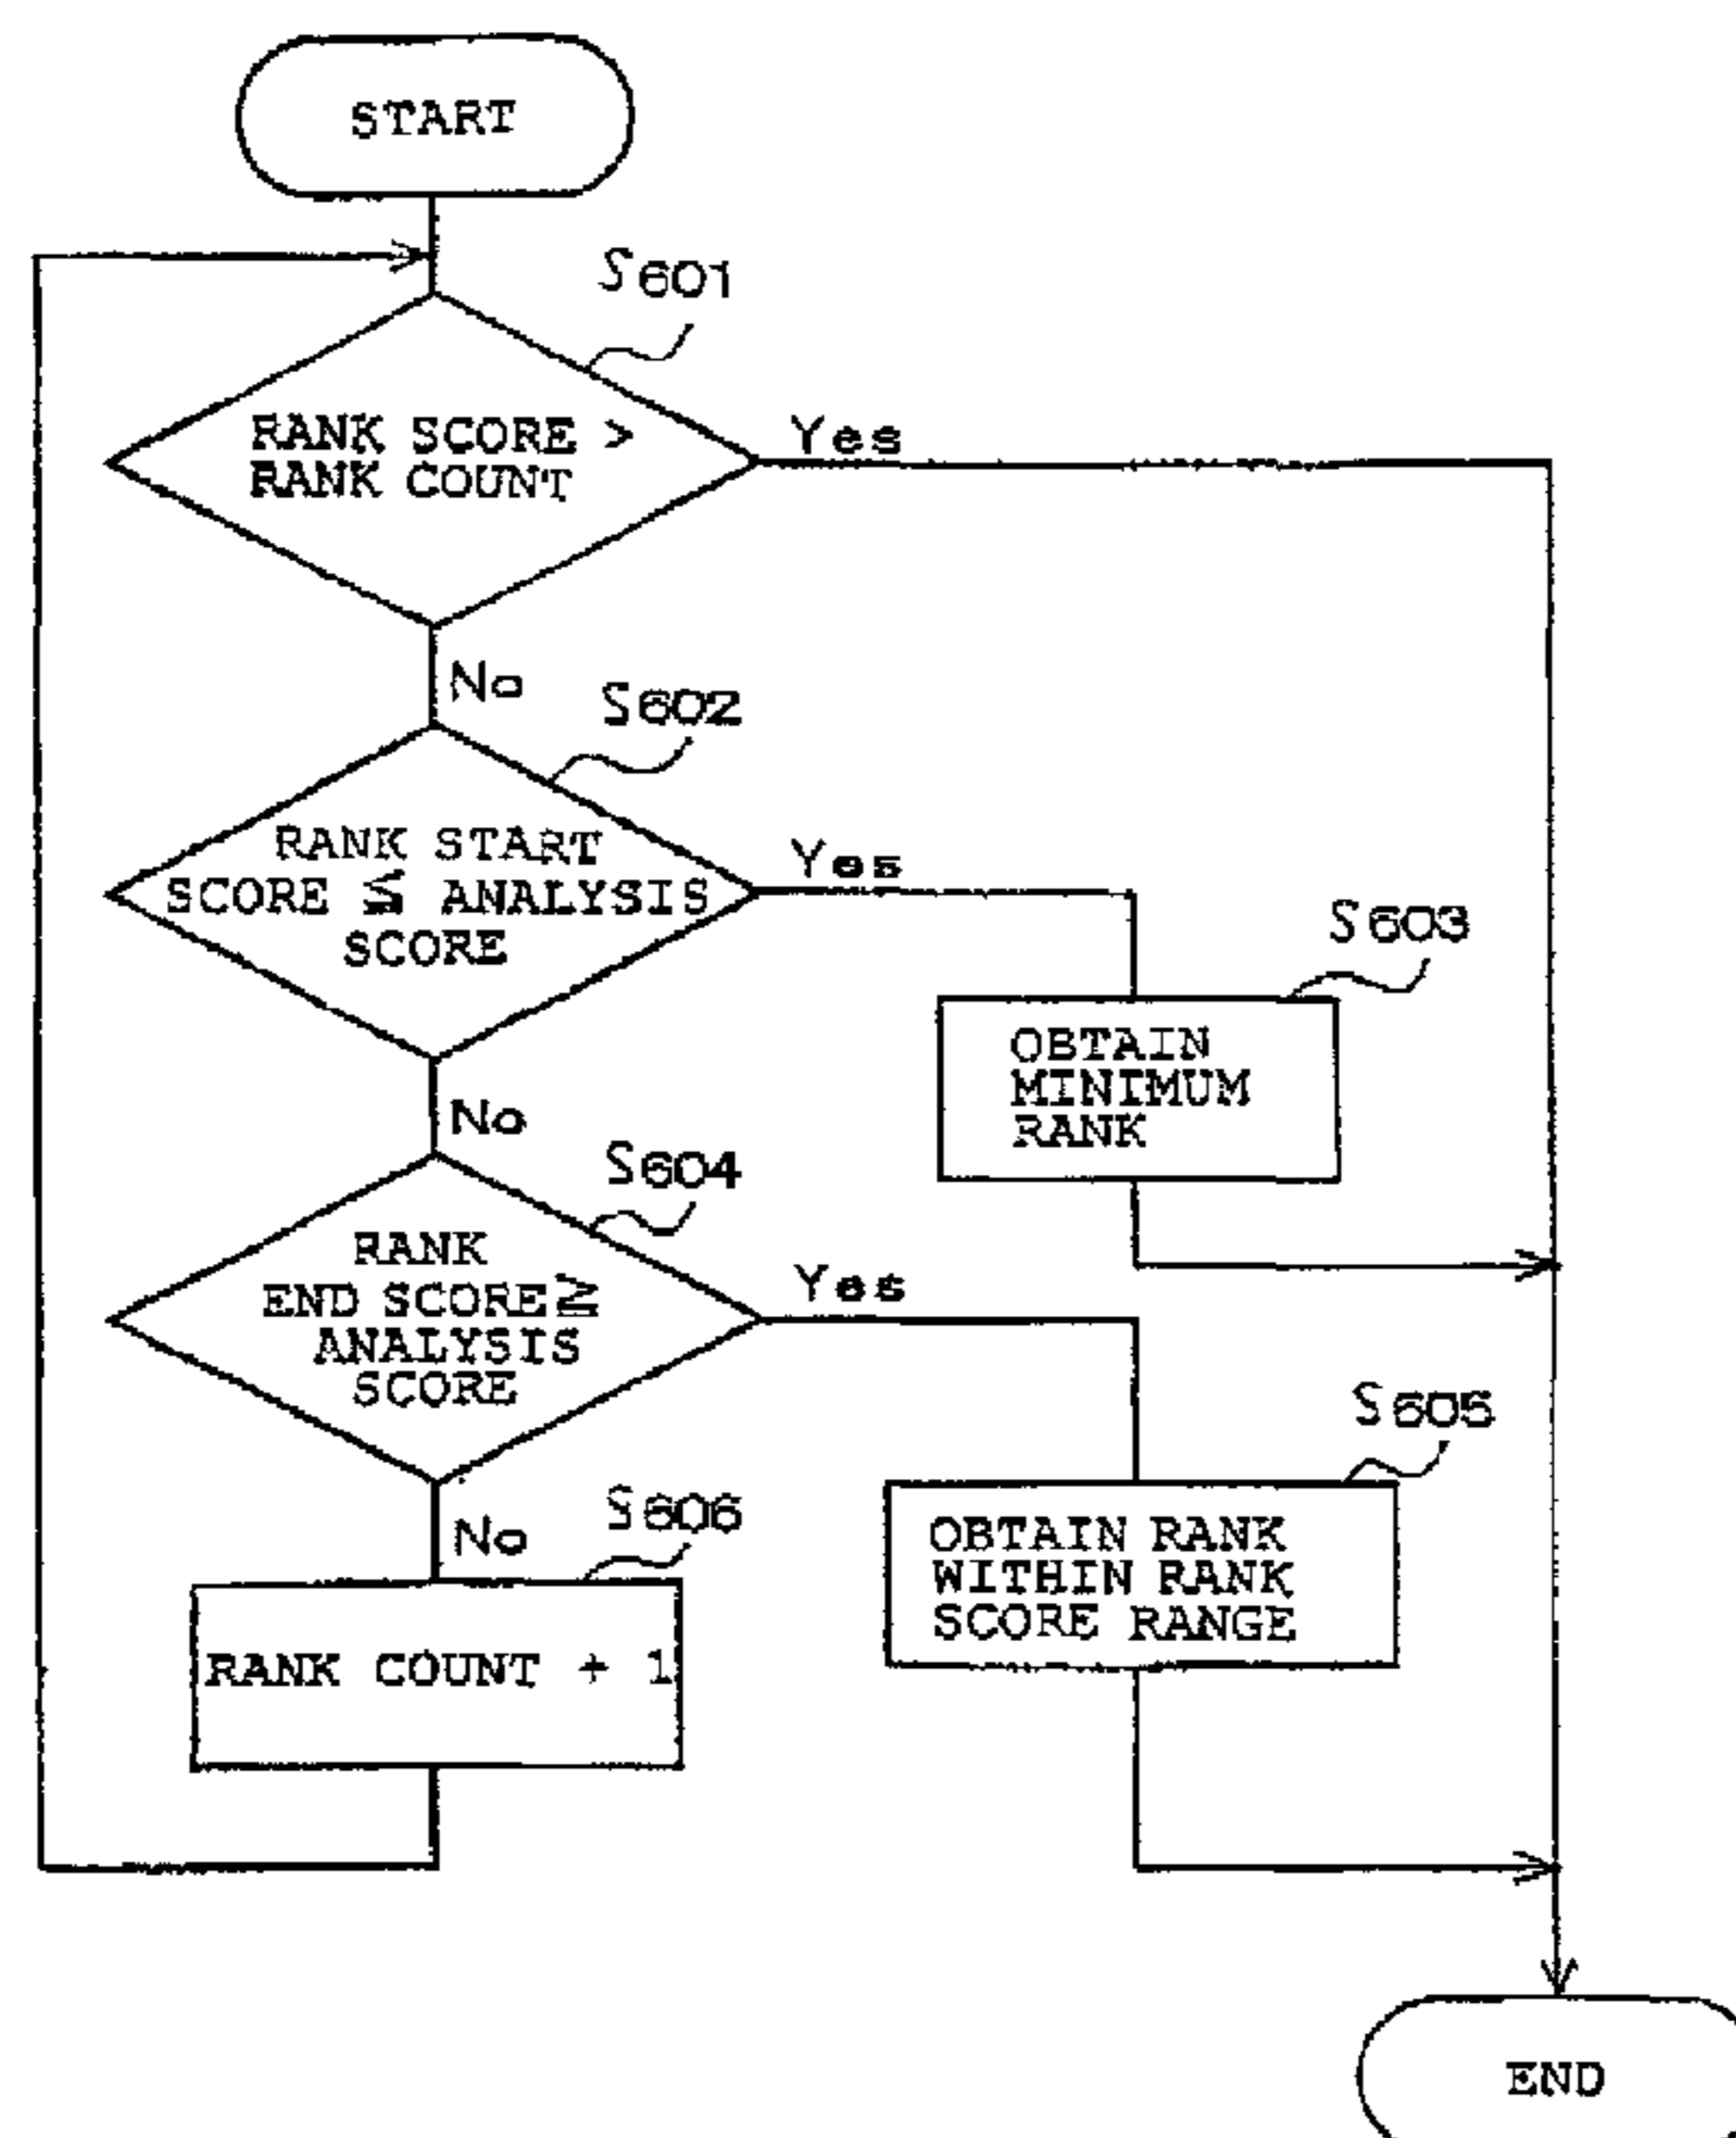 START
S601
RANK SCORE >
RANK COUNT
Yes
No
S602
RANK START
SCORE ≦ ANALYSIS
SCORE
Yes
S603
OBTAIN
MINIMUM
RANK
No
S604
RANK
END SCORE ≧
ANALYSIS
SCORE
Yes
S605
OBTAIN RANK
WITHIN RANK
SCORE RANGE
No
S606
RANK COUNT + 1
END